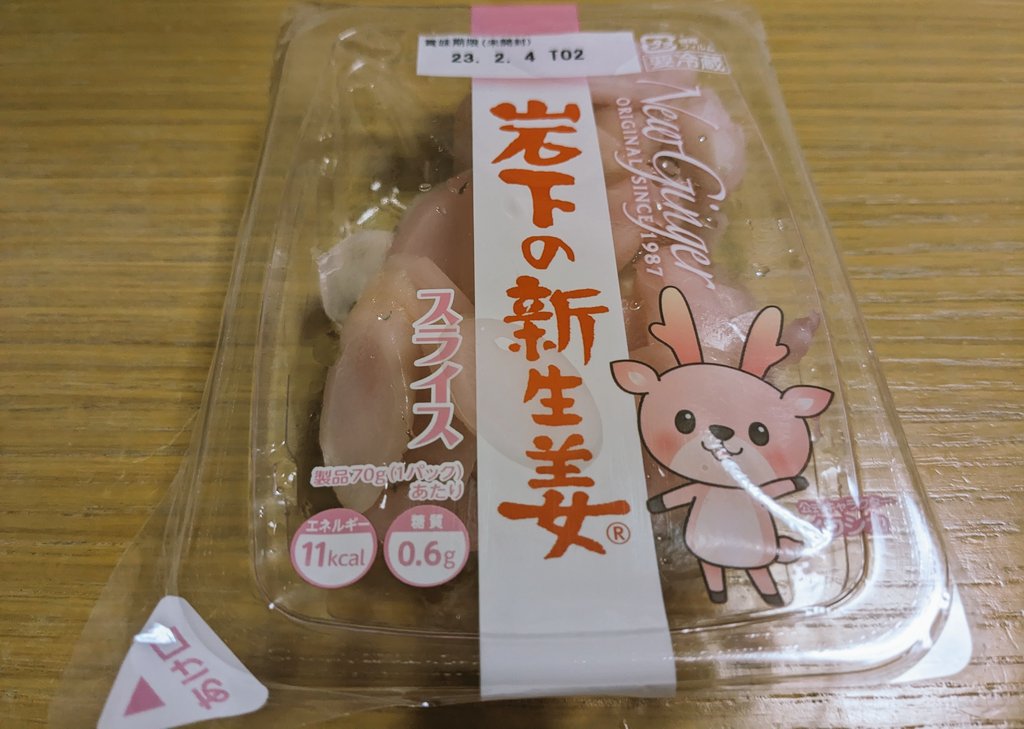 賞味期限(未開封)
23. 2. 4 T02
要冷蔵
New Ginger
ORIGINAL SINCE 1987
岩下の新生姜®
スライス
製品70g(1パック)
あたり
エネルギー
11kcal
糖質
0.6g
あけ口